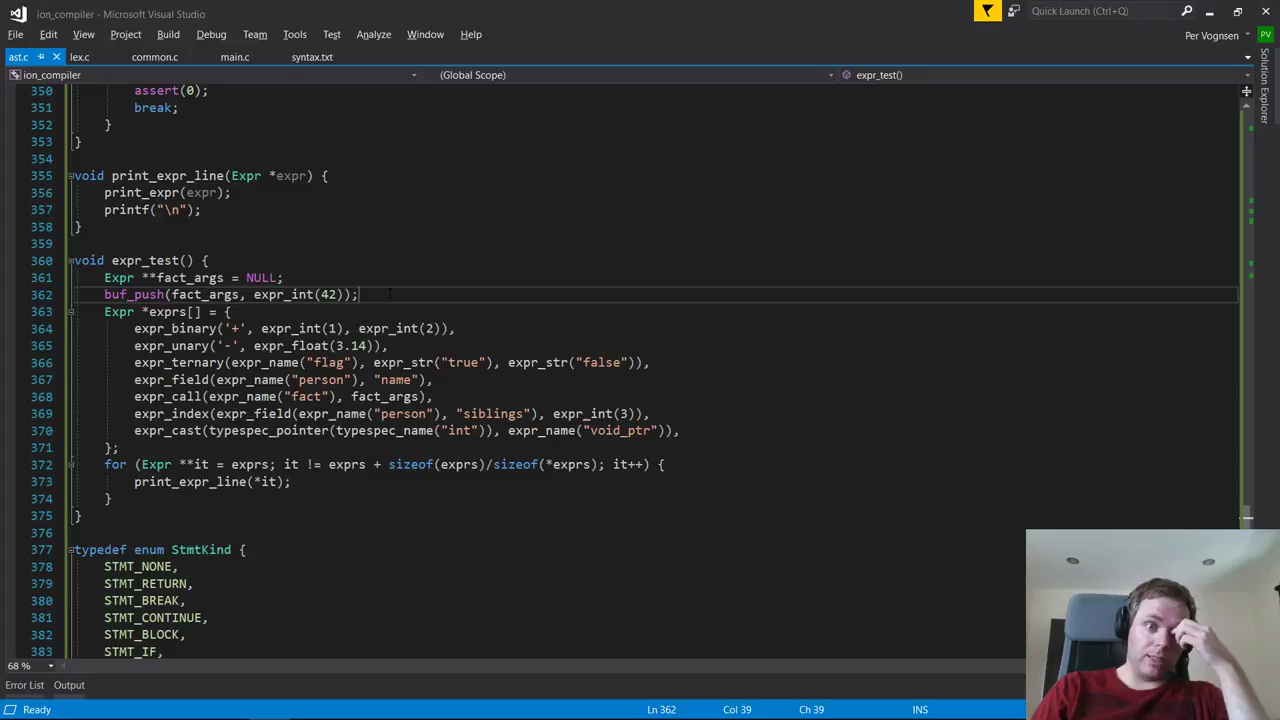 ion_compiler - Microsoft Visual Studio
Quick Launch (Ctrl+Q)
File Edit View Project Build Debug Team Tools Test Analyze Window Help
Per Vognsen PV
ast.c lex.c common.c main.c syntax.txt
Solution Explorer
ion_compiler (Global Scope) expr_test()
350 assert(0);
351 break;
352 }
353 }
354
355 void print_expr_line(Expr *expr) {
356 print_expr(expr);
357 printf("\n");
358 }
359
360 void expr_test() {
361 Expr **fact_args = NULL;
362 buf_push(fact_args, expr_int(42));
363 Expr *exprs[] = {
364 expr_binary('+', expr_int(1), expr_int(2)),
365 expr_unary('-', expr_float(3.14)),
366 expr_ternary(expr_name("flag"), expr_str("true"), expr_str("false")),
367 expr_field(expr_name("person"), "name"),
368 expr_call(expr_name("fact"), fact_args),
369 expr_index(expr_field(expr_name("person"), "siblings"), expr_int(3)),
370 expr_cast(typespec_pointer(typespec_name("int")), expr_name("void_ptr")),
371 };
372 for (Expr **it = exprs; it != exprs + sizeof(exprs)/sizeof(*exprs); it++) {
373 print_expr_line(*it);
374 }
375 }
376
377 typedef enum StmtKind {
378 STMT_NONE,
379 STMT_RETURN,
380 STMT_BREAK,
381 STMT_CONTINUE,
382 STMT_BLOCK,
383 STMT_IF,
68 %
Error List Output
Ready Ln 362 Col 39 Ch 39 INS